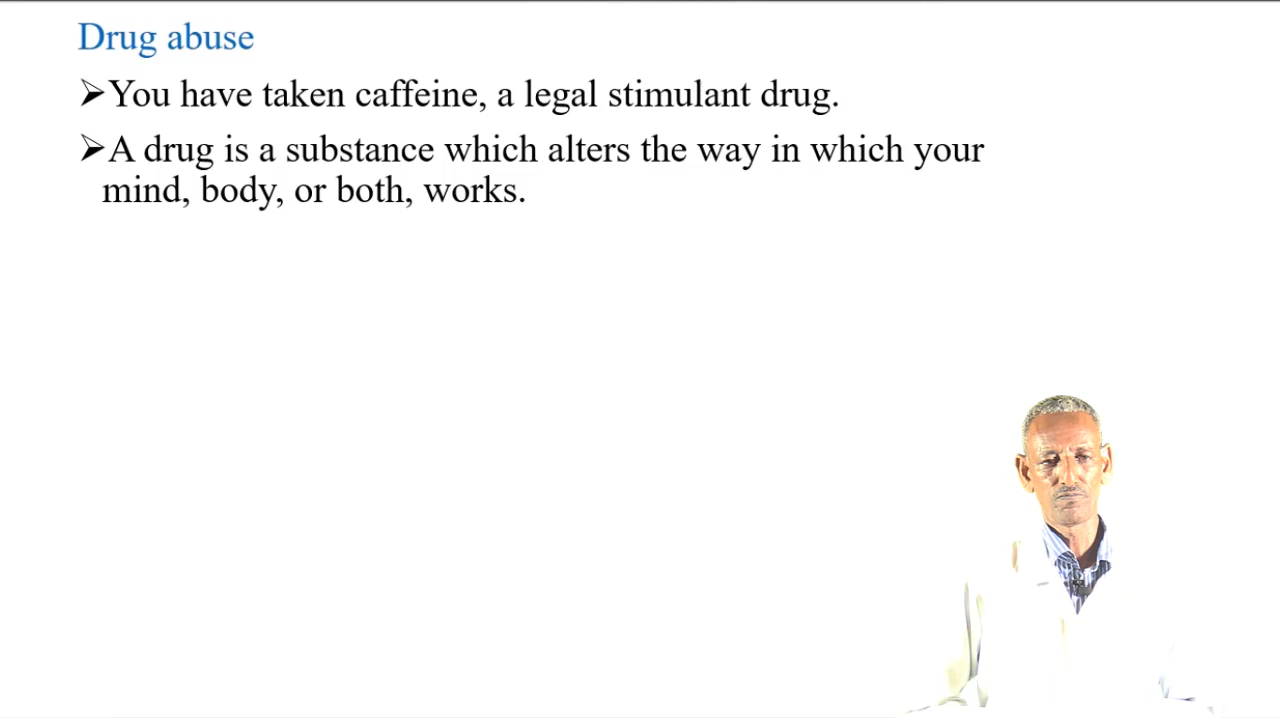 Drug abuse
➢You have taken caffeine, a legal stimulant drug.
➢A drug is a substance which alters the way in which your
mind, body, or both, works.